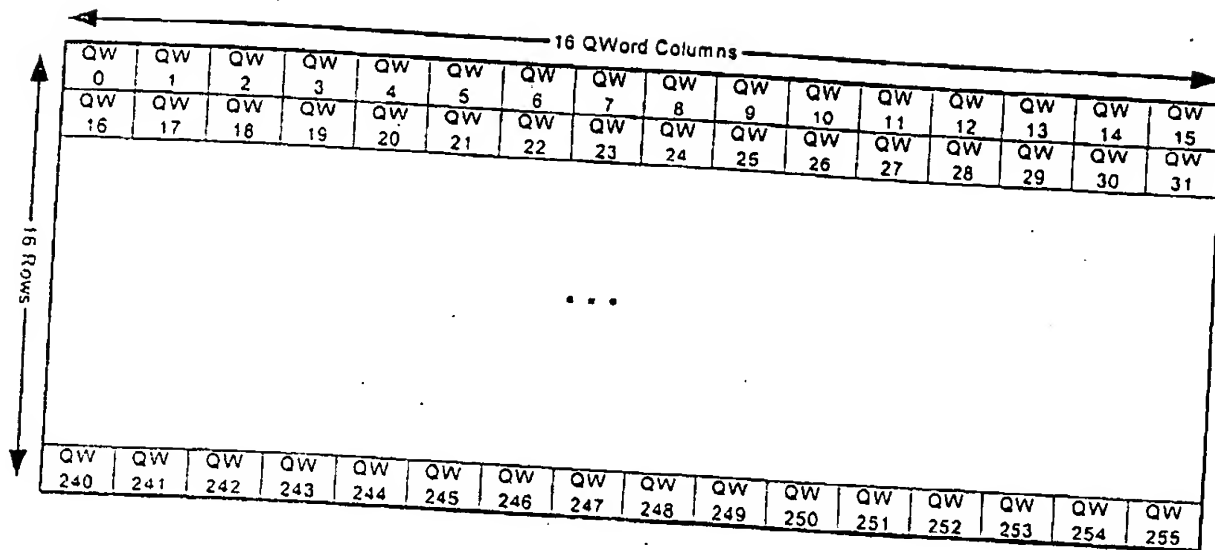 16 QWord Columns
QW QW QW QW QW QW QW QW QW QW QW QW QW QW QW QW
0 1 2 3 4 5 6 7 8 9 10 11 12 13 14 15
QW QW QW QW QW QW QW QW QW QW QW QW QW QW QW QW
16 17 18 19 20 21 22 23 24 25 26 27 28 29 30 31
16 Rows
...
QW QW QW QW QW QW QW QW QW QW QW QW QW QW QW QW
240 241 242 243 244 245 246 247 248 249 250 251 252 253 254 255